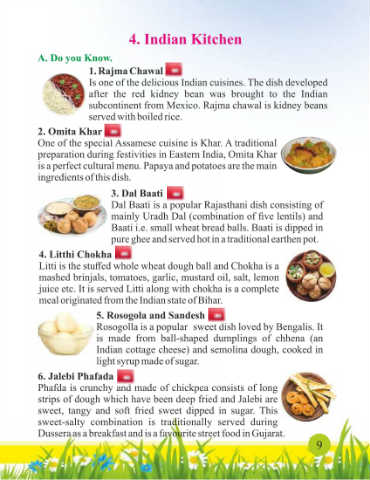 4. Indian Kitchen
A. Do you Know.
1. Rajma Chawal
Is one of the delicious Indian cuisines. The dish developed
after the red kidney bean was brought to the Indian
subcontinent from Mexico. Rajma chawal is kidney beans
served with boiled rice.
2. Omita Khar
One of the special Assamese cuisine is Khar. A traditional
preparation during festivities in Eastern India, Omita Khar
is a perfect cultural menu. Papaya and potatoes are the main
ingredients of this dish.
3. Dal Baati
Dal Baati is a popular Rajasthani dish consisting of
mainly Uradh Dal (combination of five lentils) and
Baati i.e. small wheat bread balls. Baati is dipped in
pure ghee and served hot in a traditional earthen pot.
4. Litthi Chokha
Litti is the stuffed whole wheat dough ball and Chokha is a
mashed brinjals, tomatoes, garlic, mustard oil, salt, lemon
juice etc. It is served Litti along with chokha is a complete
meal originated from the Indian state of Bihar.
5. Rosogola and Sandesh
Rosogolla is a popular sweet dish loved by Bengalis. It
is made from ball-shaped dumplings of chhena (an
Indian cottage cheese) and semolina dough, cooked in
light syrup made of sugar.
6. Jalebi Phafada
Phafda is crunchy and made of chickpea consists of long
strips of dough which have been deep fried and Jalebi are
sweet, tangy and soft fried sweet dipped in sugar. This
sweet-salty combination is traditionally served during
Dussera as a breakfast and is a favourite street food in Gujarat.
9